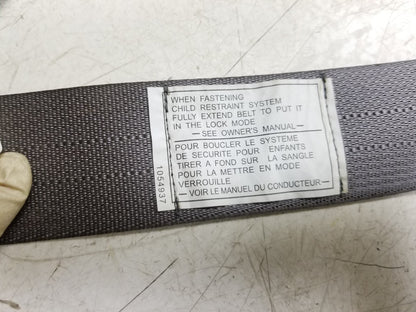 WHEN FASTENING
CHILD RESTRAINT SYSTEM
FULLY EXTEND BELT TO PUT IT
IN THE LOCK MODE
— SEE OWNER'S MANUAL —
POUR BOUCLER LE SYSTEME
DE SECURITE POUR ENFANTS
TIRER A FOND SUR LA SANGLE
POUR LA METTRE EN MODE
VERROUILLE
— VOIR LE MANUEL DU CONDUCTEUR —
1054937